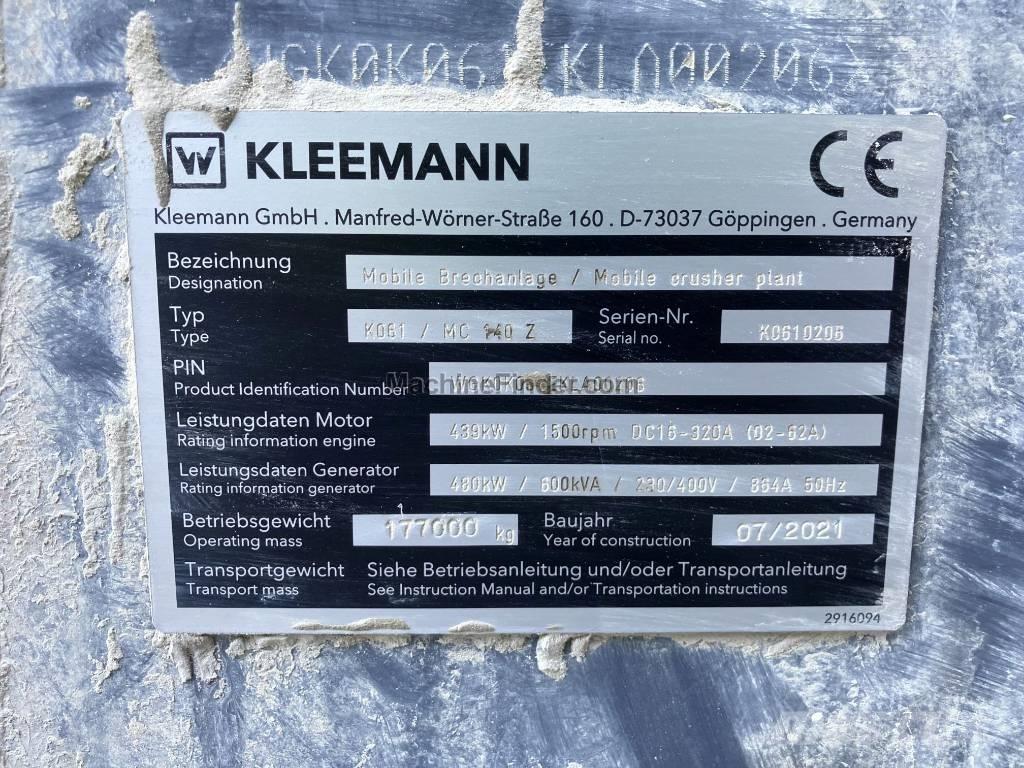 KLEEMANN
CE
Kleemann GmbH . Manfred-Wörner-Straße 160 . D-73037 Göppingen . Germany
Bezeichnung
Designation
Mobile Brechanlage / Mobile crusher plant
Typ
Type
K061 / MC 140 Z
Serien-Nr.
Serial no.
K0610206
PIN
Product Identification Number
MachineFinder.com
Leistungdaten Motor
Rating information engine
439kW / 1500rpm DC16-320A (02-62A)
Leistungsdaten Generator
Rating information generator
480kW / 600kVA / 230/400V / 864A 50Hz
Betriebsgewicht
Operating mass
177000 kg
Baujahr
Year of construction
07/2021
Transportgewicht
Transport mass
Siehe Betriebsanleitung und/oder Transportanleitung
See Instruction Manual and/or Transportation instructions
2916094